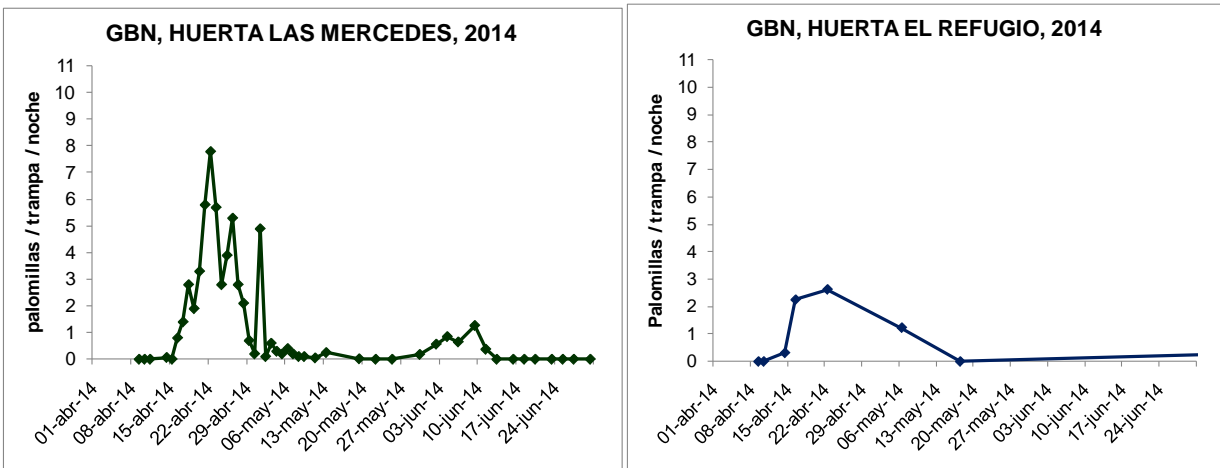 GBN, HUERTA LAS MERCEDES, 2014
palomillas / trampa / noche
11
10
9
8
7
6
5
4
3
2
1
0
01-abr-14
08-abr-14
15-abr-14
22-abr-14
29-abr-14
06-may-14
13-may-14
20-may-14
27-may-14
03-jun-14
10-jun-14
17-jun-14
24-jun-14
GBN, HUERTA EL REFUGIO, 2014
Palomillas / trampa / noche
11
10
9
8
7
6
5
4
3
2
1
0
01-abr-14
08-abr-14
15-abr-14
22-abr-14
29-abr-14
06-may-14
13-may-14
20-may-14
27-may-14
03-jun-14
10-jun-14
17-jun-14
24-jun-14